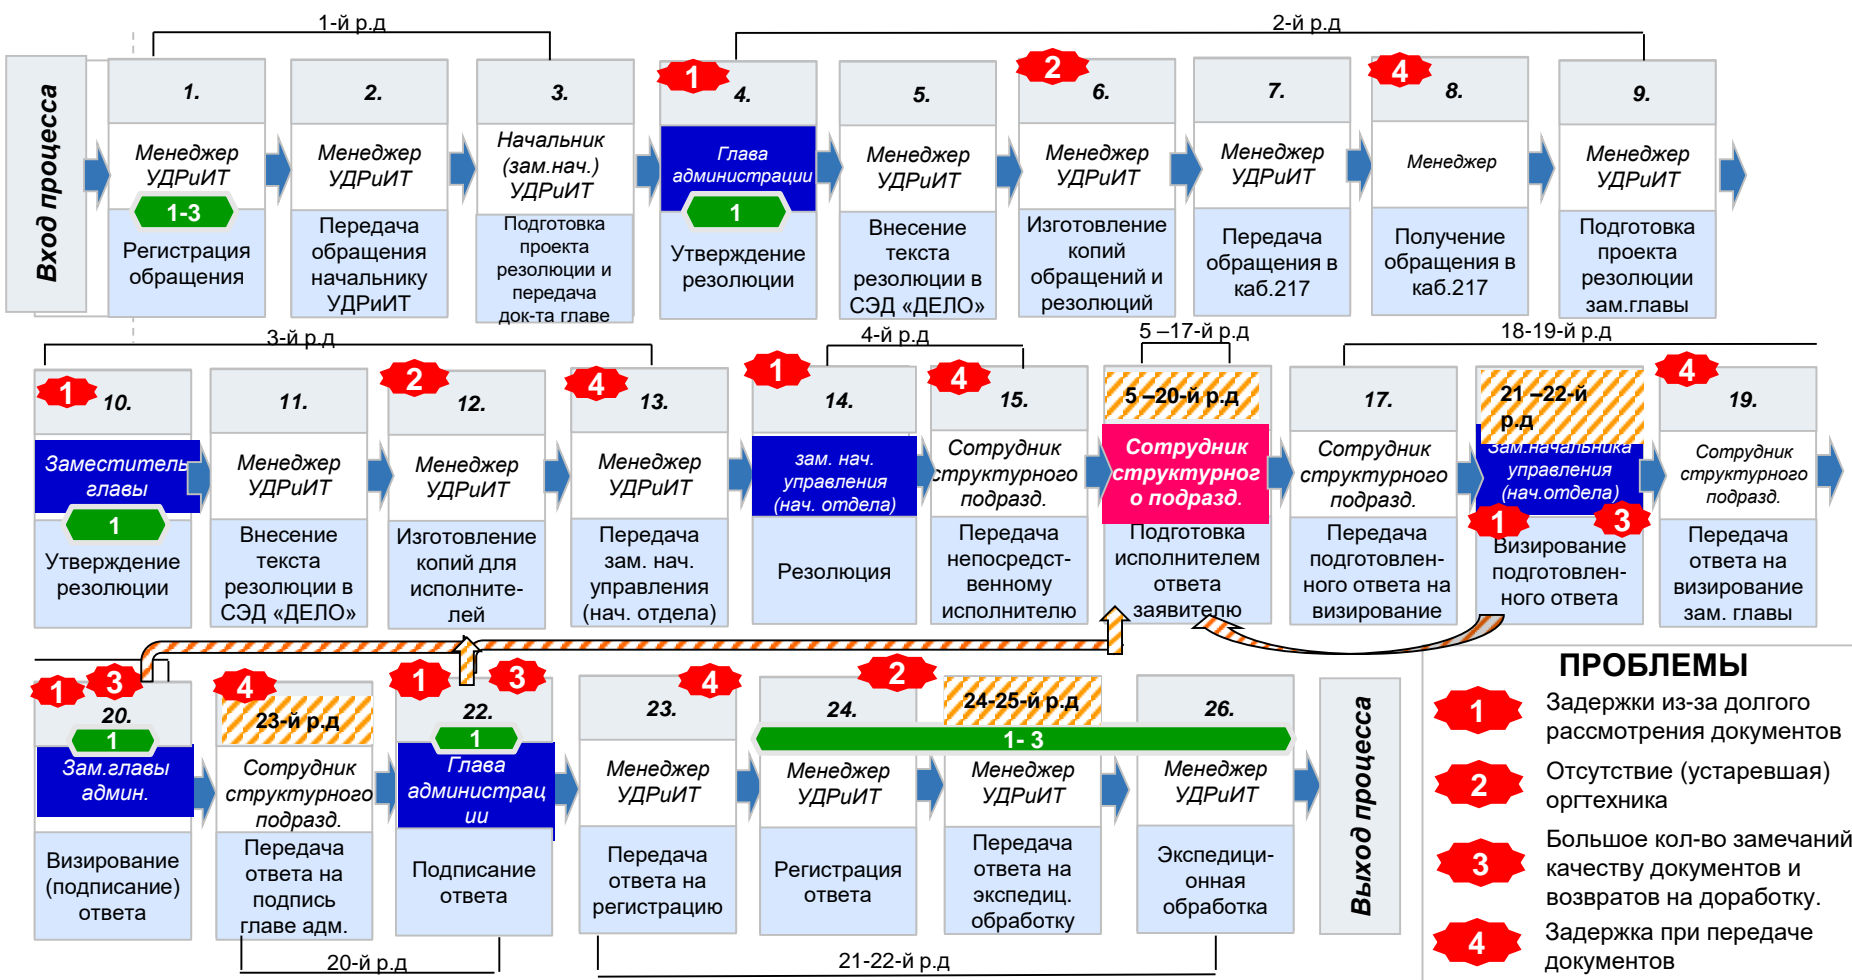 1-й р.д
2-й р.д
Вход процесса
1.
Менеджер
УДРиИТ
1-3
Регистрация
обращения
2.
Менеджер
УДРиИТ
Передача
обращения
начальнику
УДРиИТ
3.
Начальник
(зам.нач.)
УДРиИТ
Подготовка
проекта
резолюции и
передача
док-та главе
1
4.
Глава
администрации
1
Утверждение
резолюции
5.
Менеджер
УДРиИТ
Внесение
текста
резолюции в
СЭД «ДЕЛО»
2
6.
Менеджер
УДРиИТ
Изготовление
копий
обращений и
резолюций
7.
Менеджер
УДРиИТ
Передача
обращения в
каб.217
4
8.
Менеджер
Получение
обращения в
каб.217
9.
Менеджер
УДРиИТ
Подготовка
проекта
резолюции
зам.главы
3-й р.д
4-й р.д
5 –17-й р.д
18-19-й р.д
1
10.
Заместитель
главы
1
Утверждение
резолюции
11.
Менеджер
УДРиИТ
Внесение
текста
резолюции в
СЭД «ДЕЛО»
2
12.
Менеджер
УДРиИТ
Изготовление
копий для
исполните-
лей
4
13.
Менеджер
УДРиИТ
Передача
зам. нач.
управления
(нач. отдела)
1
14.
зам. нач.
управления
(нач. отдела)
Резолюция
4
15.
Сотрудник
структурного
подразд.
Передача
непосредст-
венному
исполнителю
5 –20-й р.д
Сотрудник
структурног
о подразд.
Подготовка
исполнителем
ответа
заявителю
17.
Сотрудник
структурного
подразд.
Передача
подготовлен-
ного ответа на
визирование
21 –22-й
р.д
Зам.начальника
управления
(нач.отдела)
1
3
Визирование
подготовлен-
ного ответа
4
19.
Сотрудник
структурного
подразд.
Передача
ответа на
визирование
зам. главы
1
3
20.
1
Зам.главы
админ.
Визирование
(подписание)
ответа
4
23-й р.д
Сотрудник
структурного
подразд.
Передача
ответа на
подпись
главе адм.
1
3
22.
1
Глава
администрац
ии
Подписание
ответа
4
23.
Менеджер
УДРиИТ
Передача
ответа на
регистрацию
2
24.
1- 3
Менеджер
УДРиИТ
Регистрация
ответа
24-25-й р.д
Менеджер
УДРиИТ
Передача
ответа на
экспедиц.
обработку
26.
Менеджер
УДРиИТ
Экспедици-
онная
обработка
Выход процесса
20-й р.д
21-22-й р.д
ПРОБЛЕМЫ
1
Задержки из-за долгого
рассмотрения документов
2
Отсутствие (устаревшая)
оргтехника
3
Большое кол-во замечаний
качеству документов и
возвратов на доработку.
4
Задержка при передаче
документов